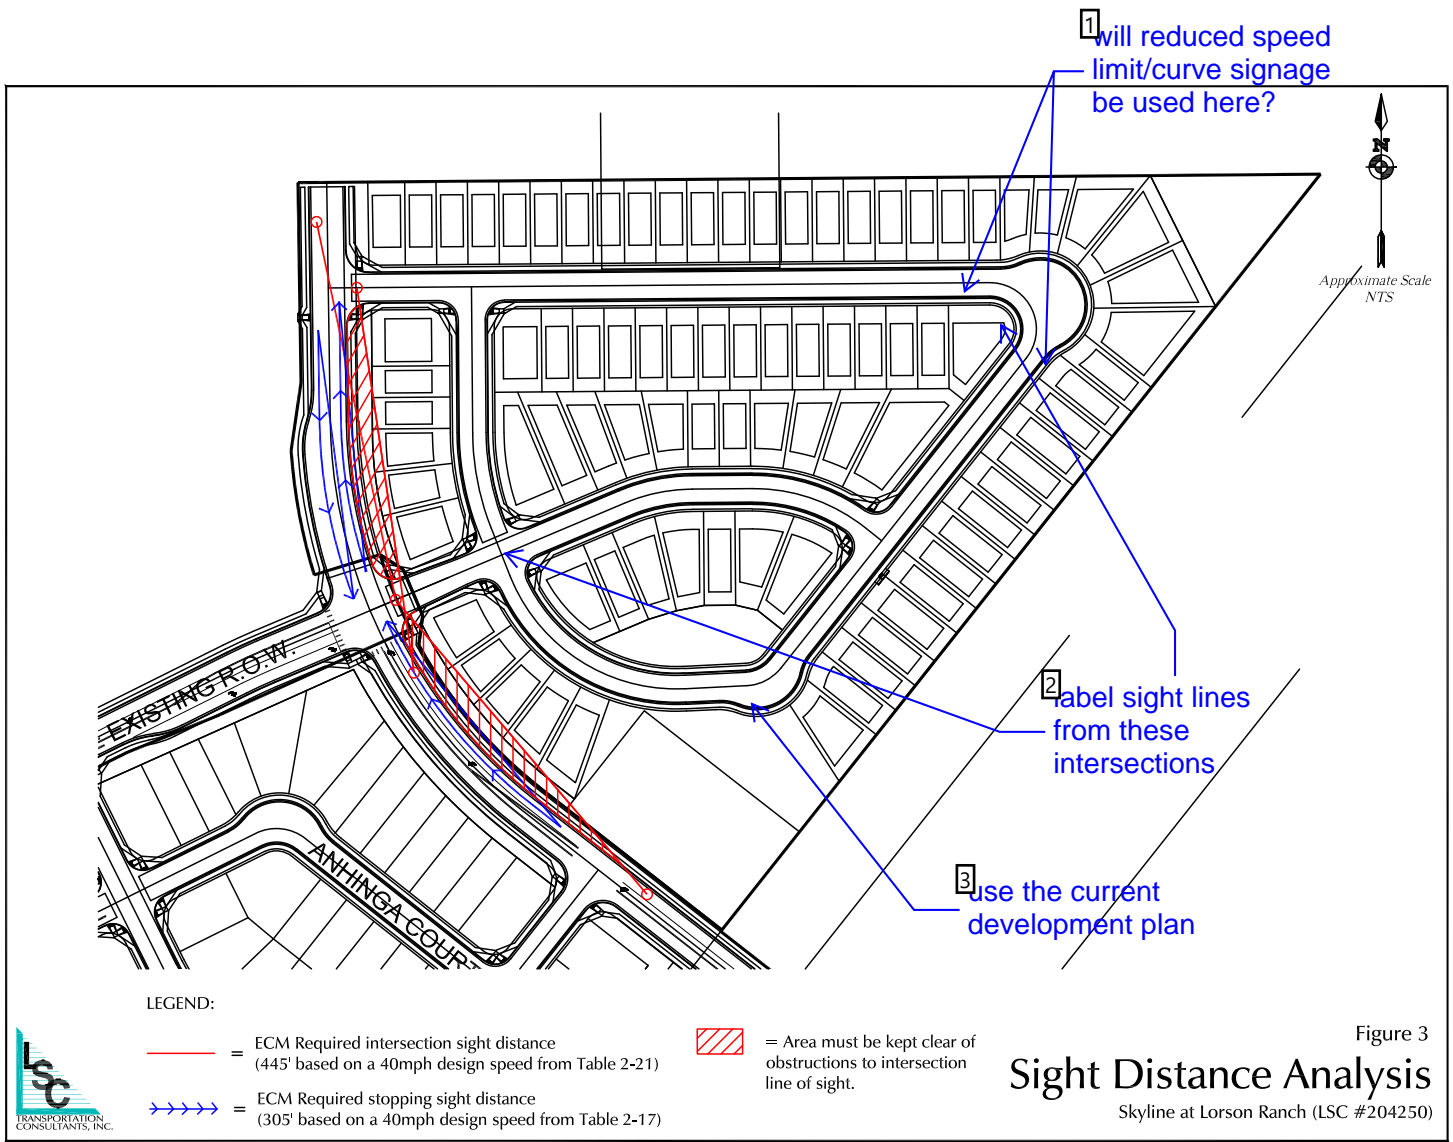 1
will reduced speed
limit/curve signage
be used here?
N
Approximate Scale
NTS
EXISTING R.O.W.
ANHINGA COURT
2
label sight lines
from these
intersections
3
use the current
development plan
LEGEND:
= ECM Required intersection sight distance
(445' based on a 40mph design speed from Table 2-21)
= ECM Required stopping sight distance
(305' based on a 40mph design speed from Table 2-17)
= Area must be kept clear of
obstructions to intersection
line of sight.
LSC
TRANSPORTATION
CONSULTANTS, INC.
Figure 3
Sight Distance Analysis
Skyline at Lorson Ranch (LSC #204250)